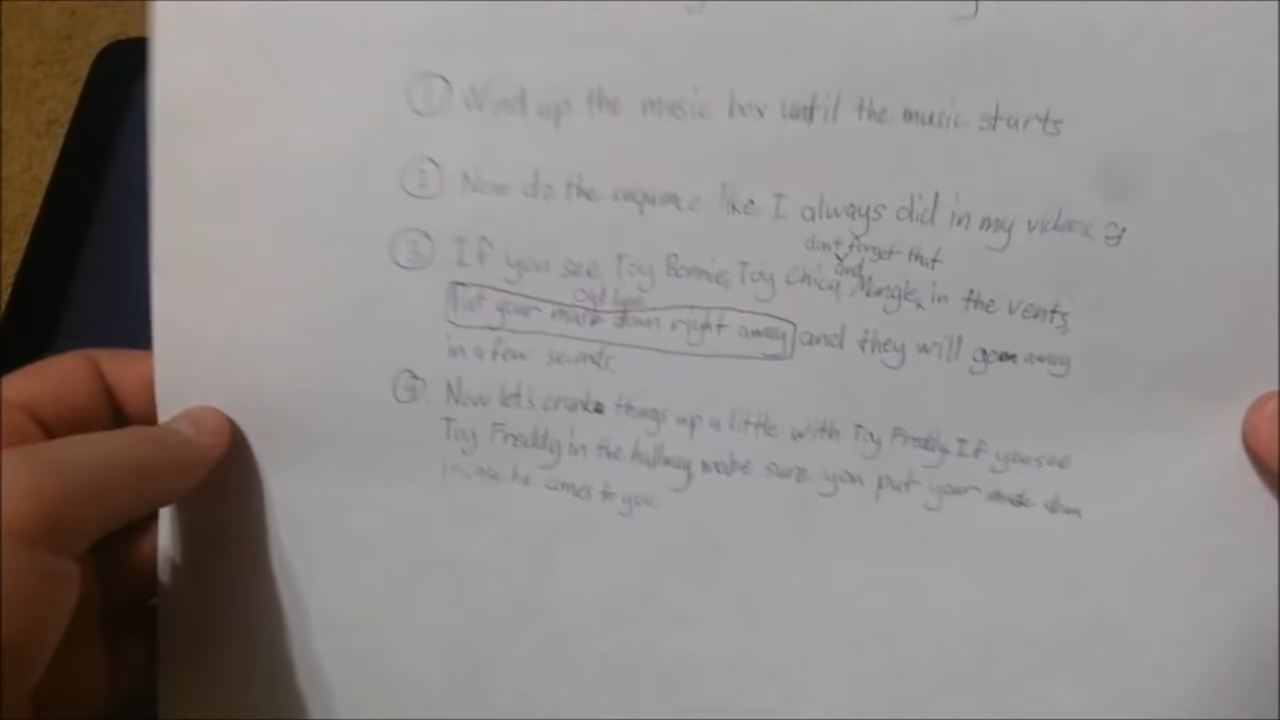 ① Wind up the music box until the music starts
② Now do the sequence like I always did in my videos
don't forget that
③ If you see Toy Bonnie, Toy Chica, and Mangle, in the vents,
Put your mask down right away and they will go away
in a few seconds
④ Now lets crank things up a little with Toy Freddy. If you see
Toy Freddy in the hallway, make sure you put your mask down
he comes to you.